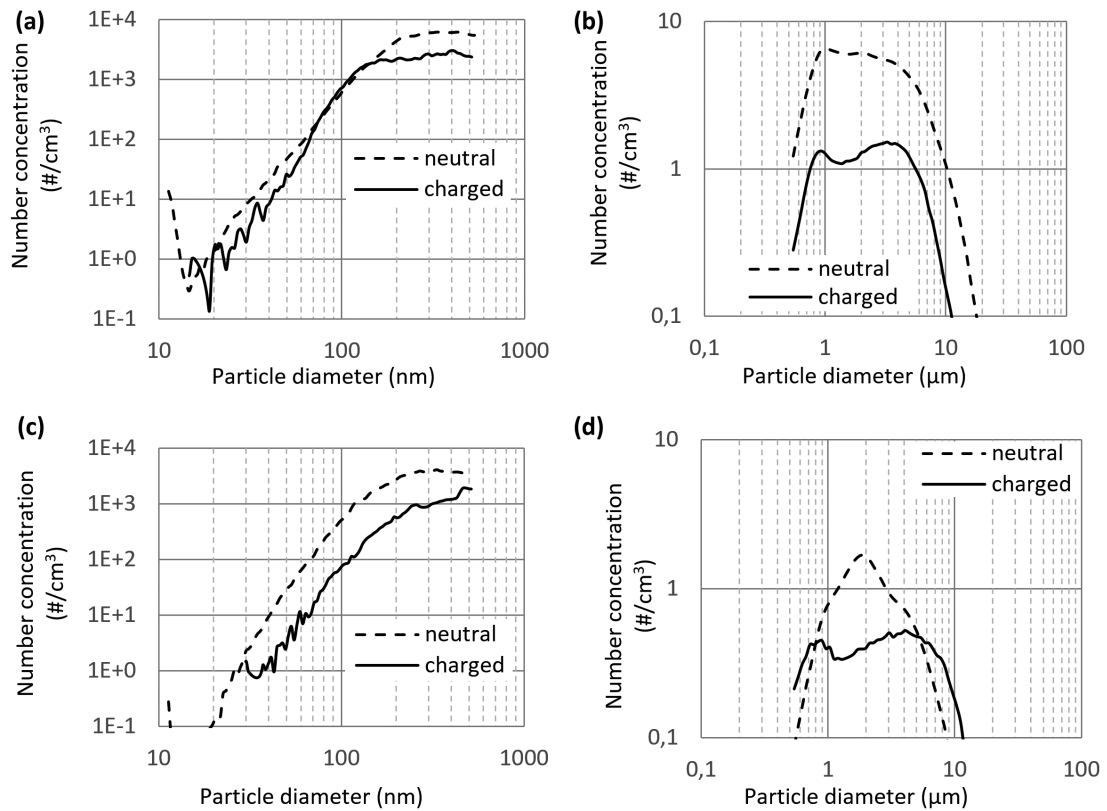 (a)
Number concentration
(#/cm³)
1E+4
1E+3
1E+2
1E+1
1E+0
1E-1
neutral
charged
10 100 1000
Particle diameter (nm)
(b)
Number concentration
(#/cm³)
10
1
0,1
neutral
charged
0,1 1 10 100
Particle diameter (μm)
(c)
Number concentration
(#/cm³)
1E+4
1E+3
1E+2
1E+1
1E+0
1E-1
neutral
charged
10 100 1000
Particle diameter (nm)
(d)
Number concentration
(#/cm³)
10
1
0,1
neutral
charged
0,1 1 10 100
Particle diameter (μm)